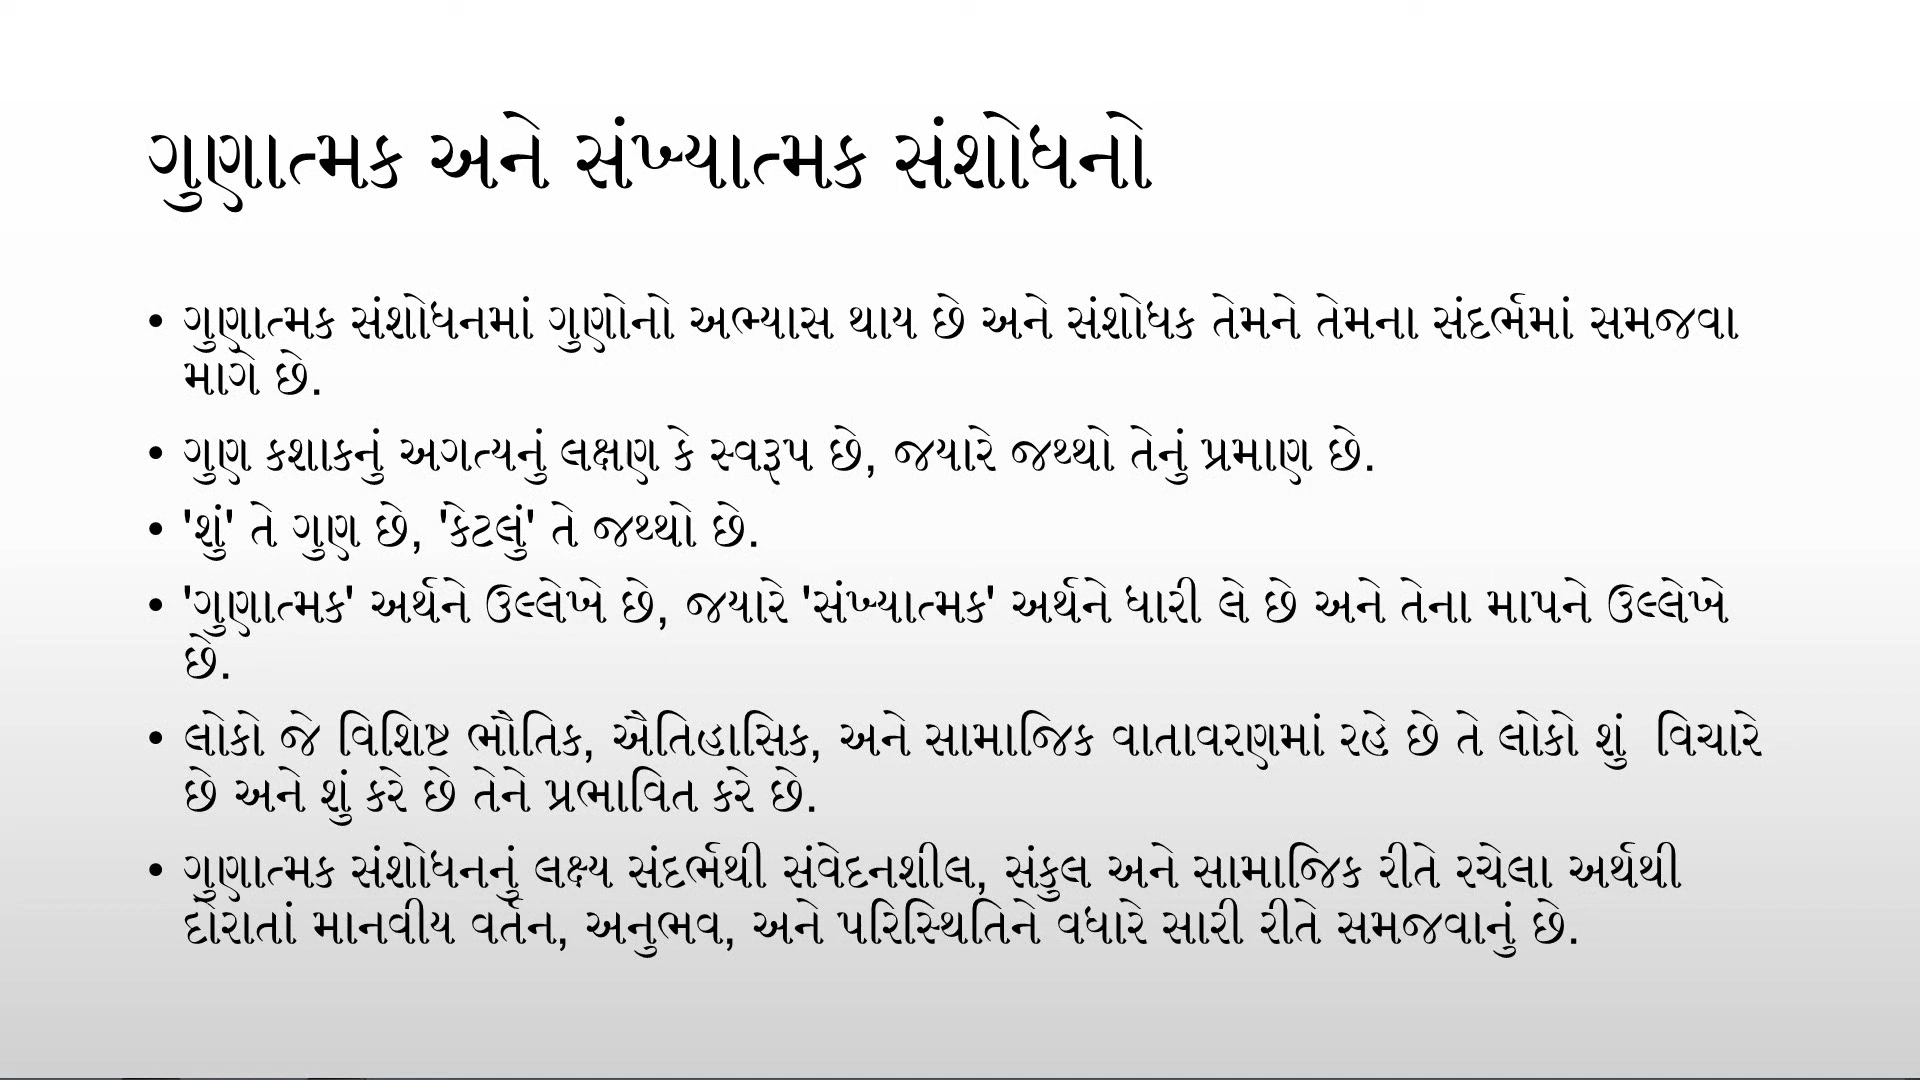 ગુણાત્મક અને સંખ્યાત્મક સંશોધનો
• ગુણાત્મક સંશોધનમાં ગુણોનો અભ્યાસ થાય છે અને સંશોધક તેમને તેમના સંદર્ભમાં સમજવા
માગે છે.
• ગુણ કશાકનું અગત્યનું લક્ષણ કે સ્વરૂપ છે, જયારે જથ્થો તેનું પ્રમાણ છે.
• 'શું' તે ગુણ છે, 'કેટલું' તે જથ્થો છે.
• 'ગુણાત્મક' અર્થને ઉલ્લેખે છે, જયારે 'સંખ્યાત્મક' અર્થને ધારી લે છે અને તેના માપને ઉલ્લેખે
છે.
• લોકો જે વિશિષ્ટ ભૌતિક, ઐતિહાસિક, અને સામાજિક વાતાવરણમાં રહે છે તે લોકો શું વિચારે
છે અને શું કરે છે તેને પ્રભાવિત કરે છે.
• ગુણાત્મક સંશોધનનું લક્ષ્ય સંદર્ભથી સંવેદનશીલ, સંકુલ અને સામાજિક રીતે રચેલા અર્થથી
દોરાતાં માનવીય વર્તન, અનુભવ, અને પરિસ્થિતિને વધારે સારી રીતે સમજવાનું છે.